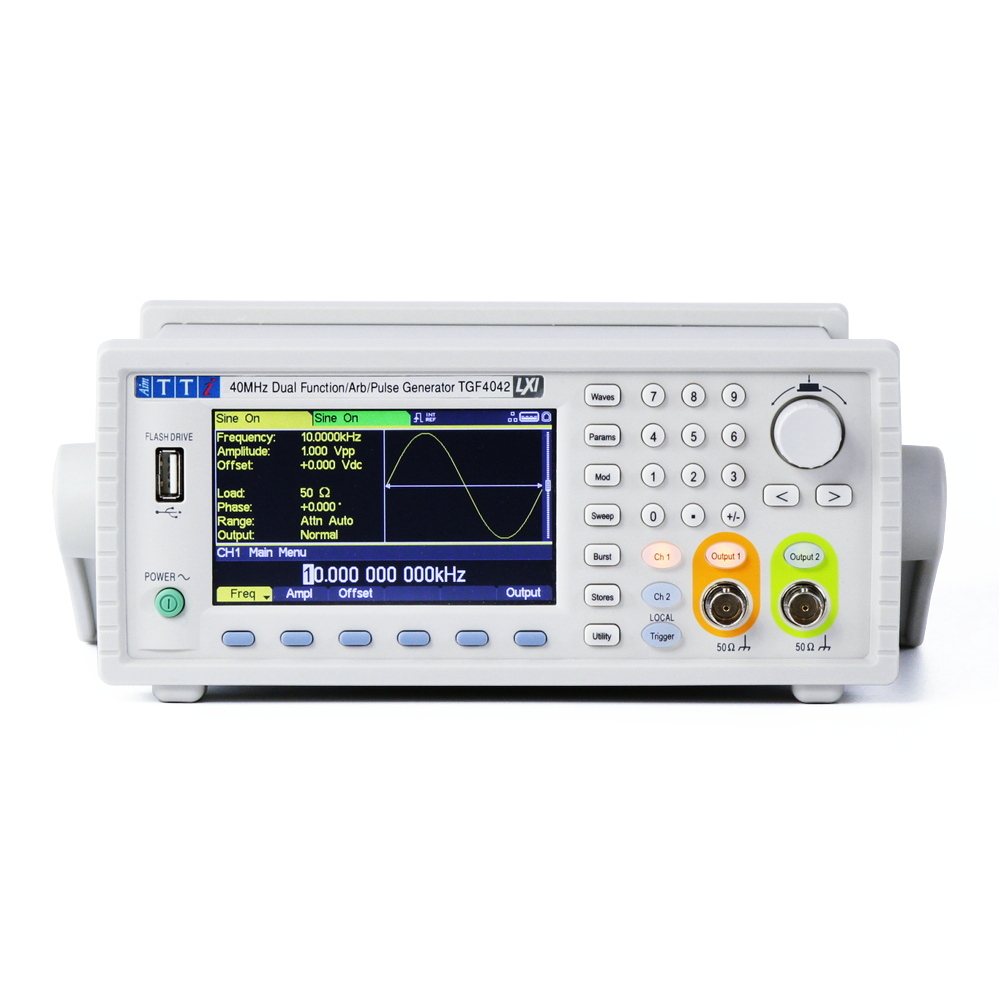 Aim TTi 40MHz Dual Function/Arb/Pulse Generator TGF4042 LXI
FLASH DRIVE
POWER
Sine On Sine On INT REF
Frequency: 10.0000kHz
Amplitude: 1.000 Vpp
Offset: +0.000 Vdc
Load: 50 Ω
Phase: +0.000°
Range: Attn Auto
Output: Normal
CH1 Main Menu
10.000 000 000kHz
Freq Ampl Offset Output
Waves 7 8 9
Params 4 5 6
Mod 1 2 3
Sweep 0 . +/-
< >
Burst Ch 1 Output 1 Output 2
Stores Ch 2
LOCAL
Utility Trigger
50Ω 50Ω